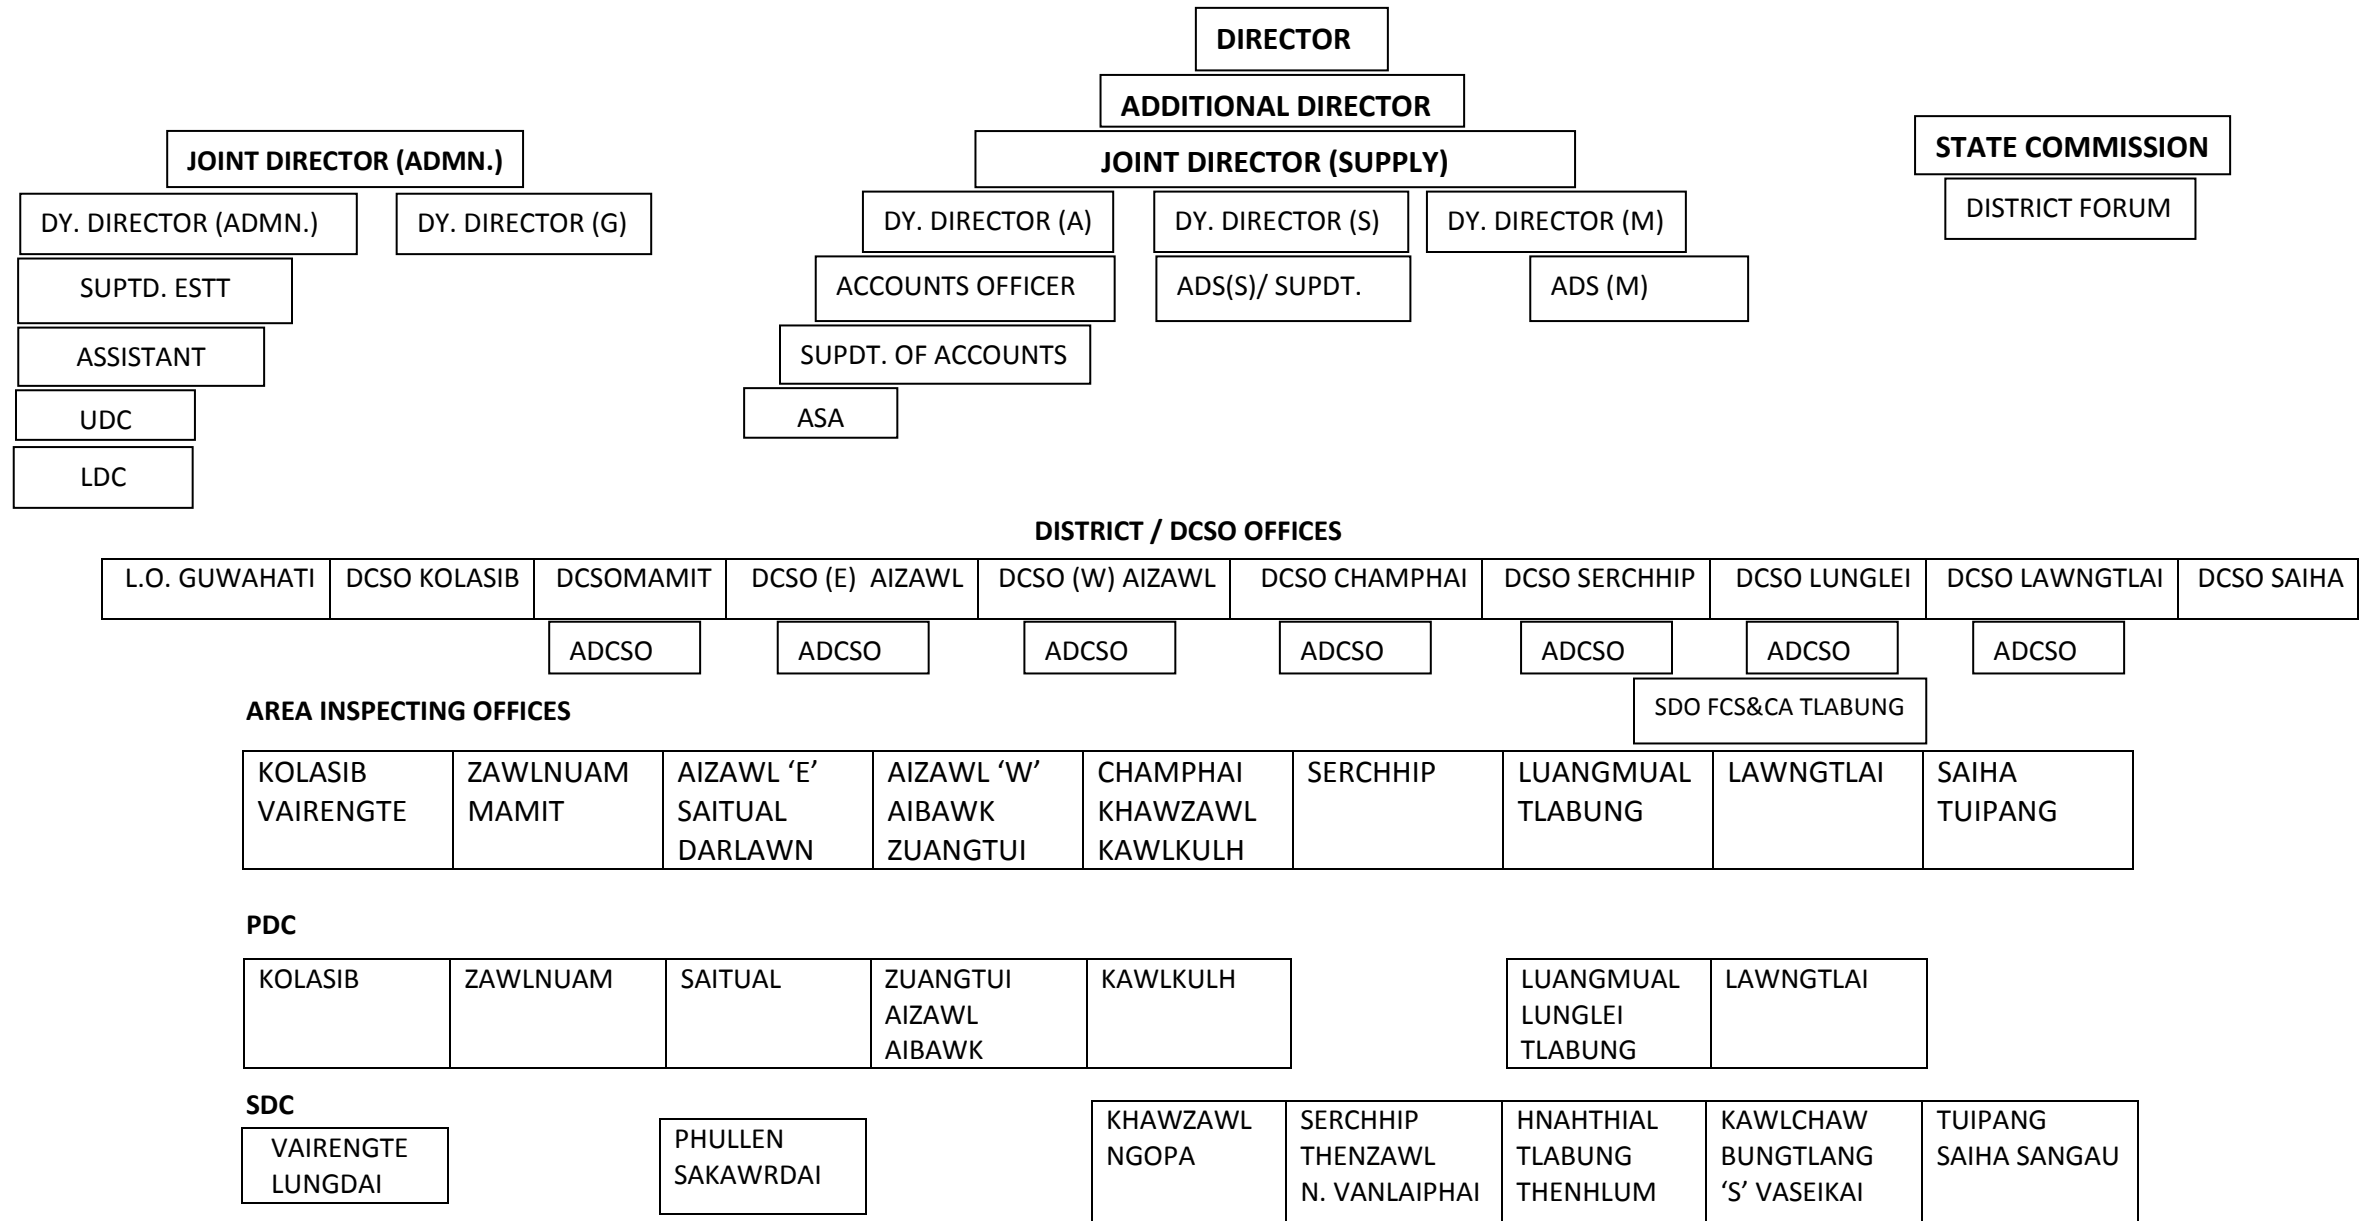 DIRECTOR
ADDITIONAL DIRECTOR
JOINT DIRECTOR (ADMN.)
JOINT DIRECTOR (SUPPLY)
STATE COMMISSION
DY. DIRECTOR (ADMN.)
DY. DIRECTOR (G)
DY. DIRECTOR (A)
DY. DIRECTOR (S)
DY. DIRECTOR (M)
DISTRICT FORUM
SUPTD. ESTT
ACCOUNTS OFFICER
ADS(S)/ SUPDT.
ADS (M)
ASSISTANT
SUPDT. OF ACCOUNTS
UDC
ASA
LDC
DISTRICT / DCSO OFFICES
L.O. GUWAHATI
DCSO KOLASIB
DCSOMAMIT
DCSO (E) AIZAWL
DCSO (W) AIZAWL
DCSO CHAMPHAI
DCSO SERCHHIP
DCSO LUNGLEI
DCSO LAWNGTLAI
DCSO SAIHA
ADCSO
ADCSO
ADCSO
ADCSO
ADCSO
ADCSO
ADCSO
SDO FCS&CA TLABUNG
AREA INSPECTING OFFICES
KOLASIB
VAIRENGTE
ZAWLNUAM
MAMIT
AIZAWL ‘E’
SAITUAL
DARLAWN
AIZAWL ‘W’
AIBAWK
ZUANGTUI
CHAMPHAI
KHAWZAWL
KAWLKULH
SERCHHIP
LUANGMUAL
TLABUNG
LAWNGTLAI
SAIHA
TUIPANG
PDC
KOLASIB
ZAWLNUAM
SAITUAL
ZUANGTUI
AIZAWL
AIBAWK
KAWLKULH
LUANGMUAL
LUNGLEI
TLABUNG
LAWNGTLAI
SDC
VAIRENGTE
LUNGDAI
PHULLEN
SAKAWRDAI
KHAWZAWL
NGOPA
SERCHHIP
THENZAWL
N. VANLAIPHAI
HNAHTHIAL
TLABUNG
THENHLUM
KAWLCHAW
BUNGTLANG
‘S’ VASEIKAI
TUIPANG
SAIHA SANGAU